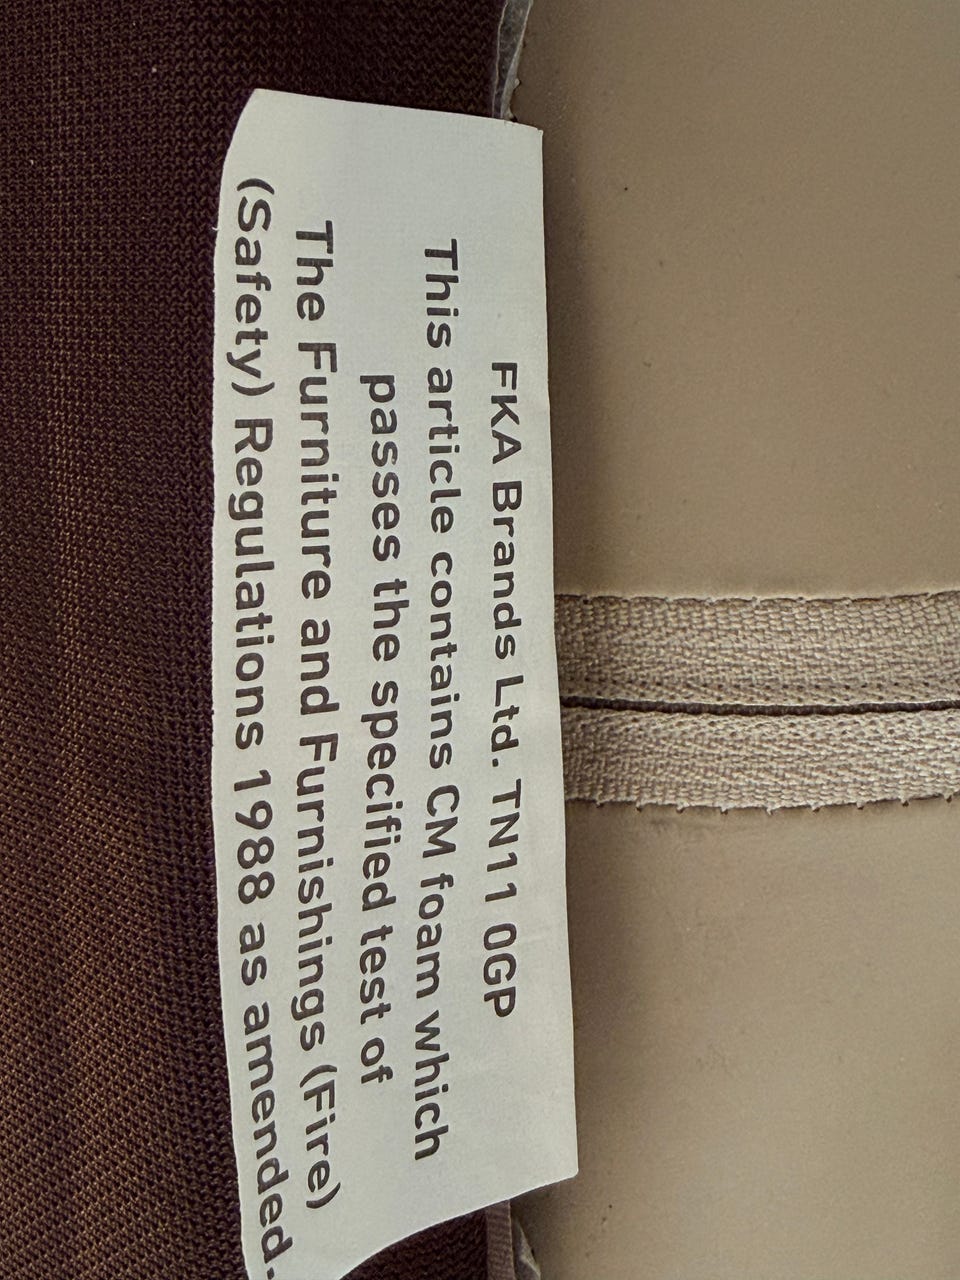 FKA Brands Ltd. TN11 0GP
This article contains CM foam which
passes the specified test of
The Furniture and Furnishings (Fire)
(Safety) Regulations 1988 as amended.